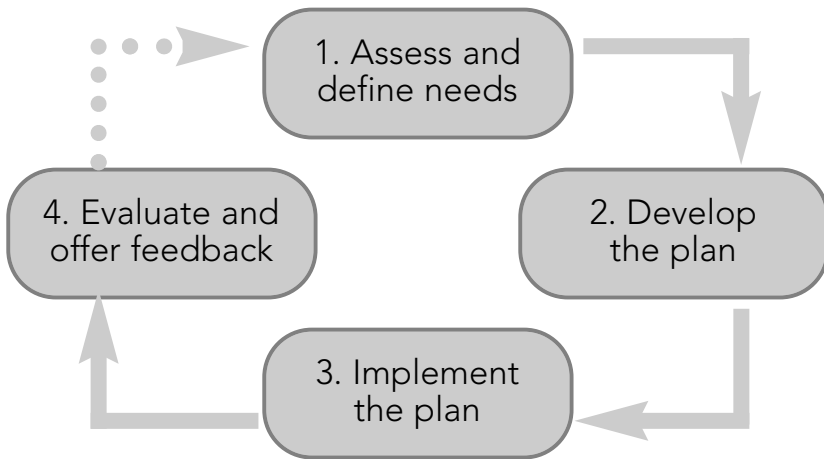 1. Assess and
define needs
2. Develop
the plan
3. Implement
the plan
4. Evaluate and
offer feedback